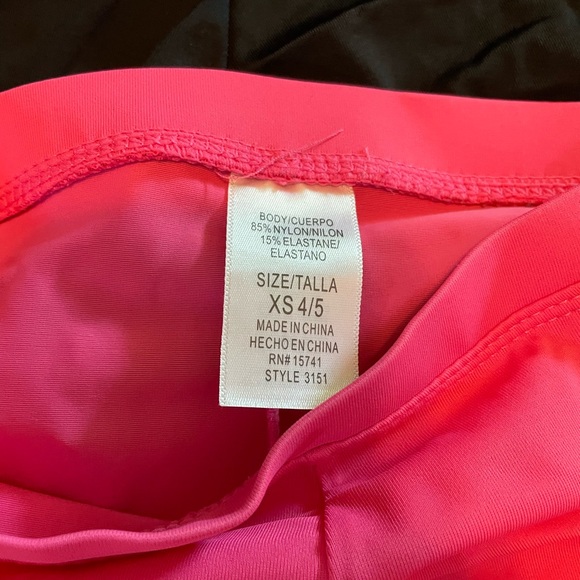 BODY/CUERPO
85% NYLON/NILON
15% ELASTANE/
ELASTANO
SIZE/TALLA
XS 4/5
MADE IN CHINA
HECHO EN CHINA
RN# 15741
STYLE 3151